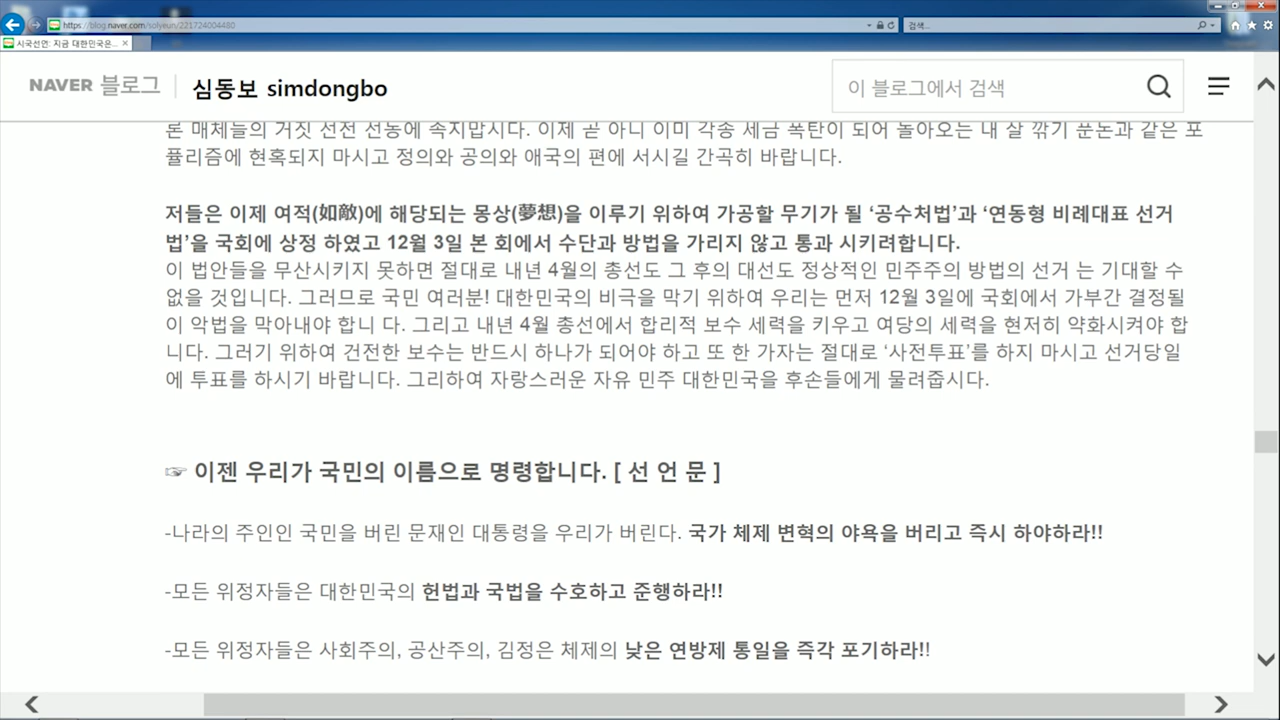 https://blog.naver.com/solyeun/221724004480
검색...
시국선언: 지금 대한민국은...
NAVER 블로그
심동보 simdongbo
이 블로그에서 검색
론 매체들의 거짓 선전 선동에 속지맙시다. 이제 곧 아니 이미 각종 세금 폭탄이 되어 돌아오는 내 살 깎기 푼돈과 같은 포
퓰리즘에 현혹되지 마시고 정의와 공의와 애국의 편에 서시길 간곡히 바랍니다.
저들은 이제 여적(如敵)에 해당되는 몽상(夢想)을 이루기 위하여 가공할 무기가 될 ‘공수처법’과 ‘연동형 비례대표 선거
법’을 국회에 상정 하였고 12월 3일 본 회에서 수단과 방법을 가리지 않고 통과 시키려합니다.
이 법안들을 무산시키지 못하면 절대로 내년 4월의 총선도 그 후의 대선도 정상적인 민주주의 방법의 선거 는 기대할 수
없을 것입니다. 그러므로 국민 여러분! 대한민국의 비극을 막기 위하여 우리는 먼저 12월 3일에 국회에서 가부간 결정될
이 악법을 막아내야 합니 다. 그리고 내년 4월 총선에서 합리적 보수 세력을 키우고 여당의 세력을 현저히 약화시켜야 합
니다. 그러기 위하여 건전한 보수는 반드시 하나가 되어야 하고 또 한 가자는 절대로 ‘사전투표’를 하지 마시고 선거당일
에 투표를 하시기 바랍니다. 그리하여 자랑스러운 자유 민주 대한민국을 후손들에게 물려줍시다.
☞ 이젠 우리가 국민의 이름으로 명령합니다. [ 선 언 문 ]
-나라의 주인인 국민을 버린 문재인 대통령을 우리가 버린다. 국가 체제 변혁의 야욕을 버리고 즉시 하야하라!!
-모든 위정자들은 대한민국의 헌법과 국법을 수호하고 준행하라!!
-모든 위정자들은 사회주의, 공산주의, 김정은 체제의 낮은 연방제 통일을 즉각 포기하라!!